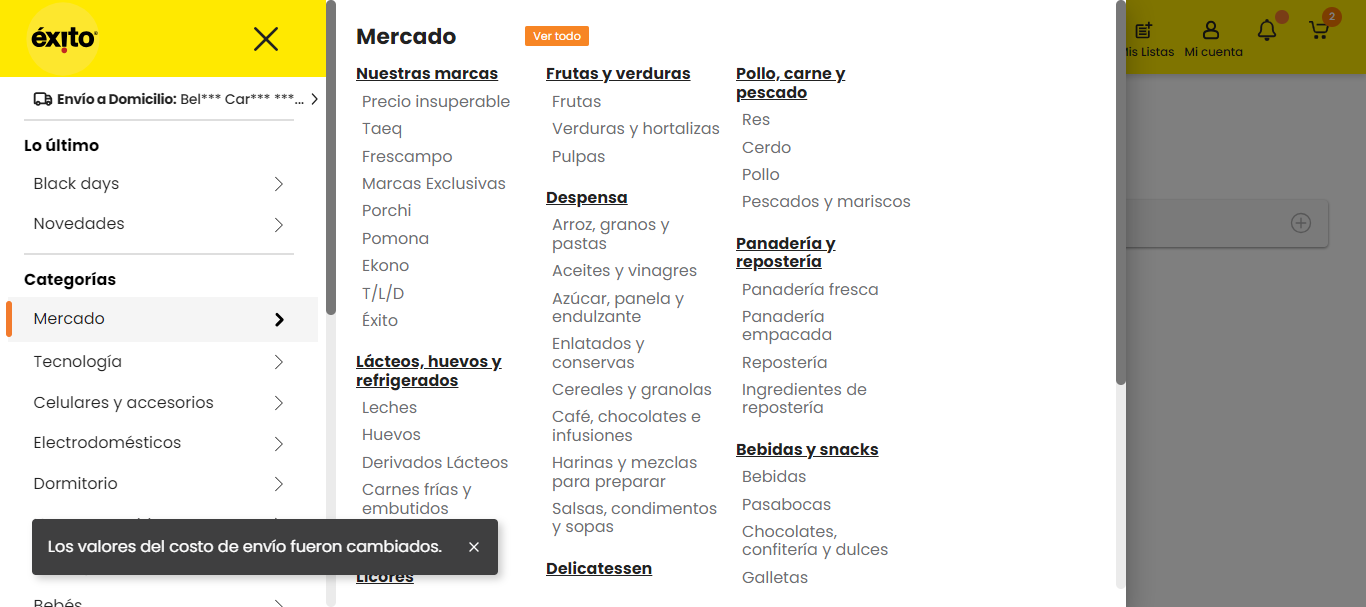 éxito
Envío a Domicilio: Bel*** Car*** ***...
Lo último
Black days
Novedades
Categorías
Mercado
Tecnología
Celulares y accesorios
Electrodomésticos
Dormitorio
Bebés
Los valores del costo de envío fueron cambiados.
Mercado
Ver todo
Nuestras marcas
Precio insuperable
Taeq
Frescampo
Marcas Exclusivas
Porchi
Pomona
Ekono
T/L/D
Éxito
Lácteos, huevos y
refrigerados
Leches
Huevos
Derivados Lácteos
Carnes frías y
embutidos
Licores
Frutas y verduras
Frutas
Verduras y hortalizas
Pulpas
Despensa
Arroz, granos y
pastas
Aceites y vinagres
Azúcar, panela y
endulzante
Enlatados y
conservas
Cereales y granolas
Café, chocolates e
infusiones
Harinas y mezclas
para preparar
Salsas, condimentos
y sopas
Delicatessen
Pollo, carne y
pescado
Res
Cerdo
Pollo
Pescados y mariscos
Panadería y
repostería
Panadería fresca
Panadería
empacada
Repostería
Ingredientes de
repostería
Bebidas y snacks
Bebidas
Pasabocas
Chocolates,
confitería y dulces
Galletas
Mis Listas
Mi cuenta
2